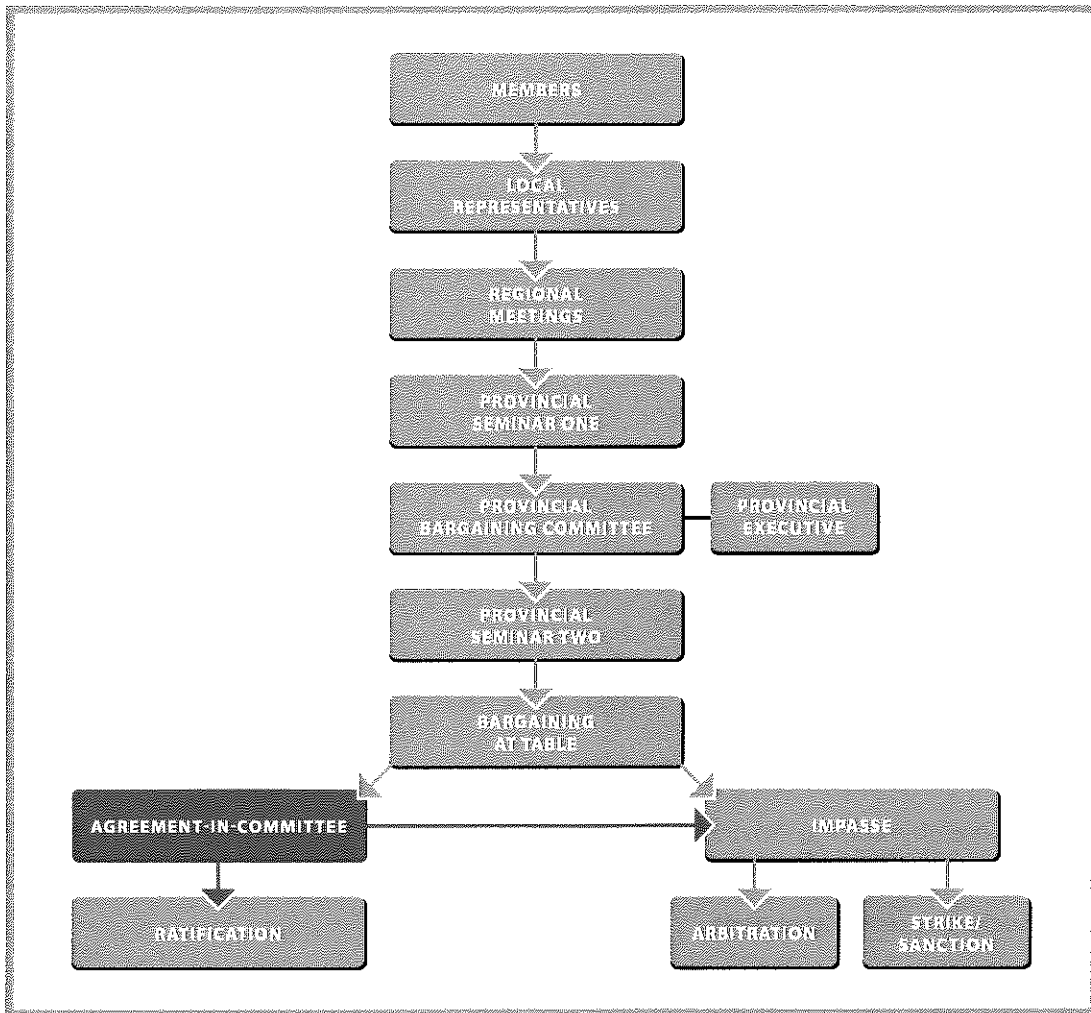 MEMBERS
LOCAL
REPRESENTATIVES
REGIONAL
MEETINGS
PROVINCIAL
SEMINAR ONE
PROVINCIAL
BARGAINING COMMITTEE
PROVINCIAL
EXECUTIVE
PROVINCIAL
SEMINAR TWO
BARGAINING
AT TABLE
AGREEMENT-IN-COMMITTEE
IMPASSE
RATIFICATION
ARBITRATION
STRIKE/
SANCTION